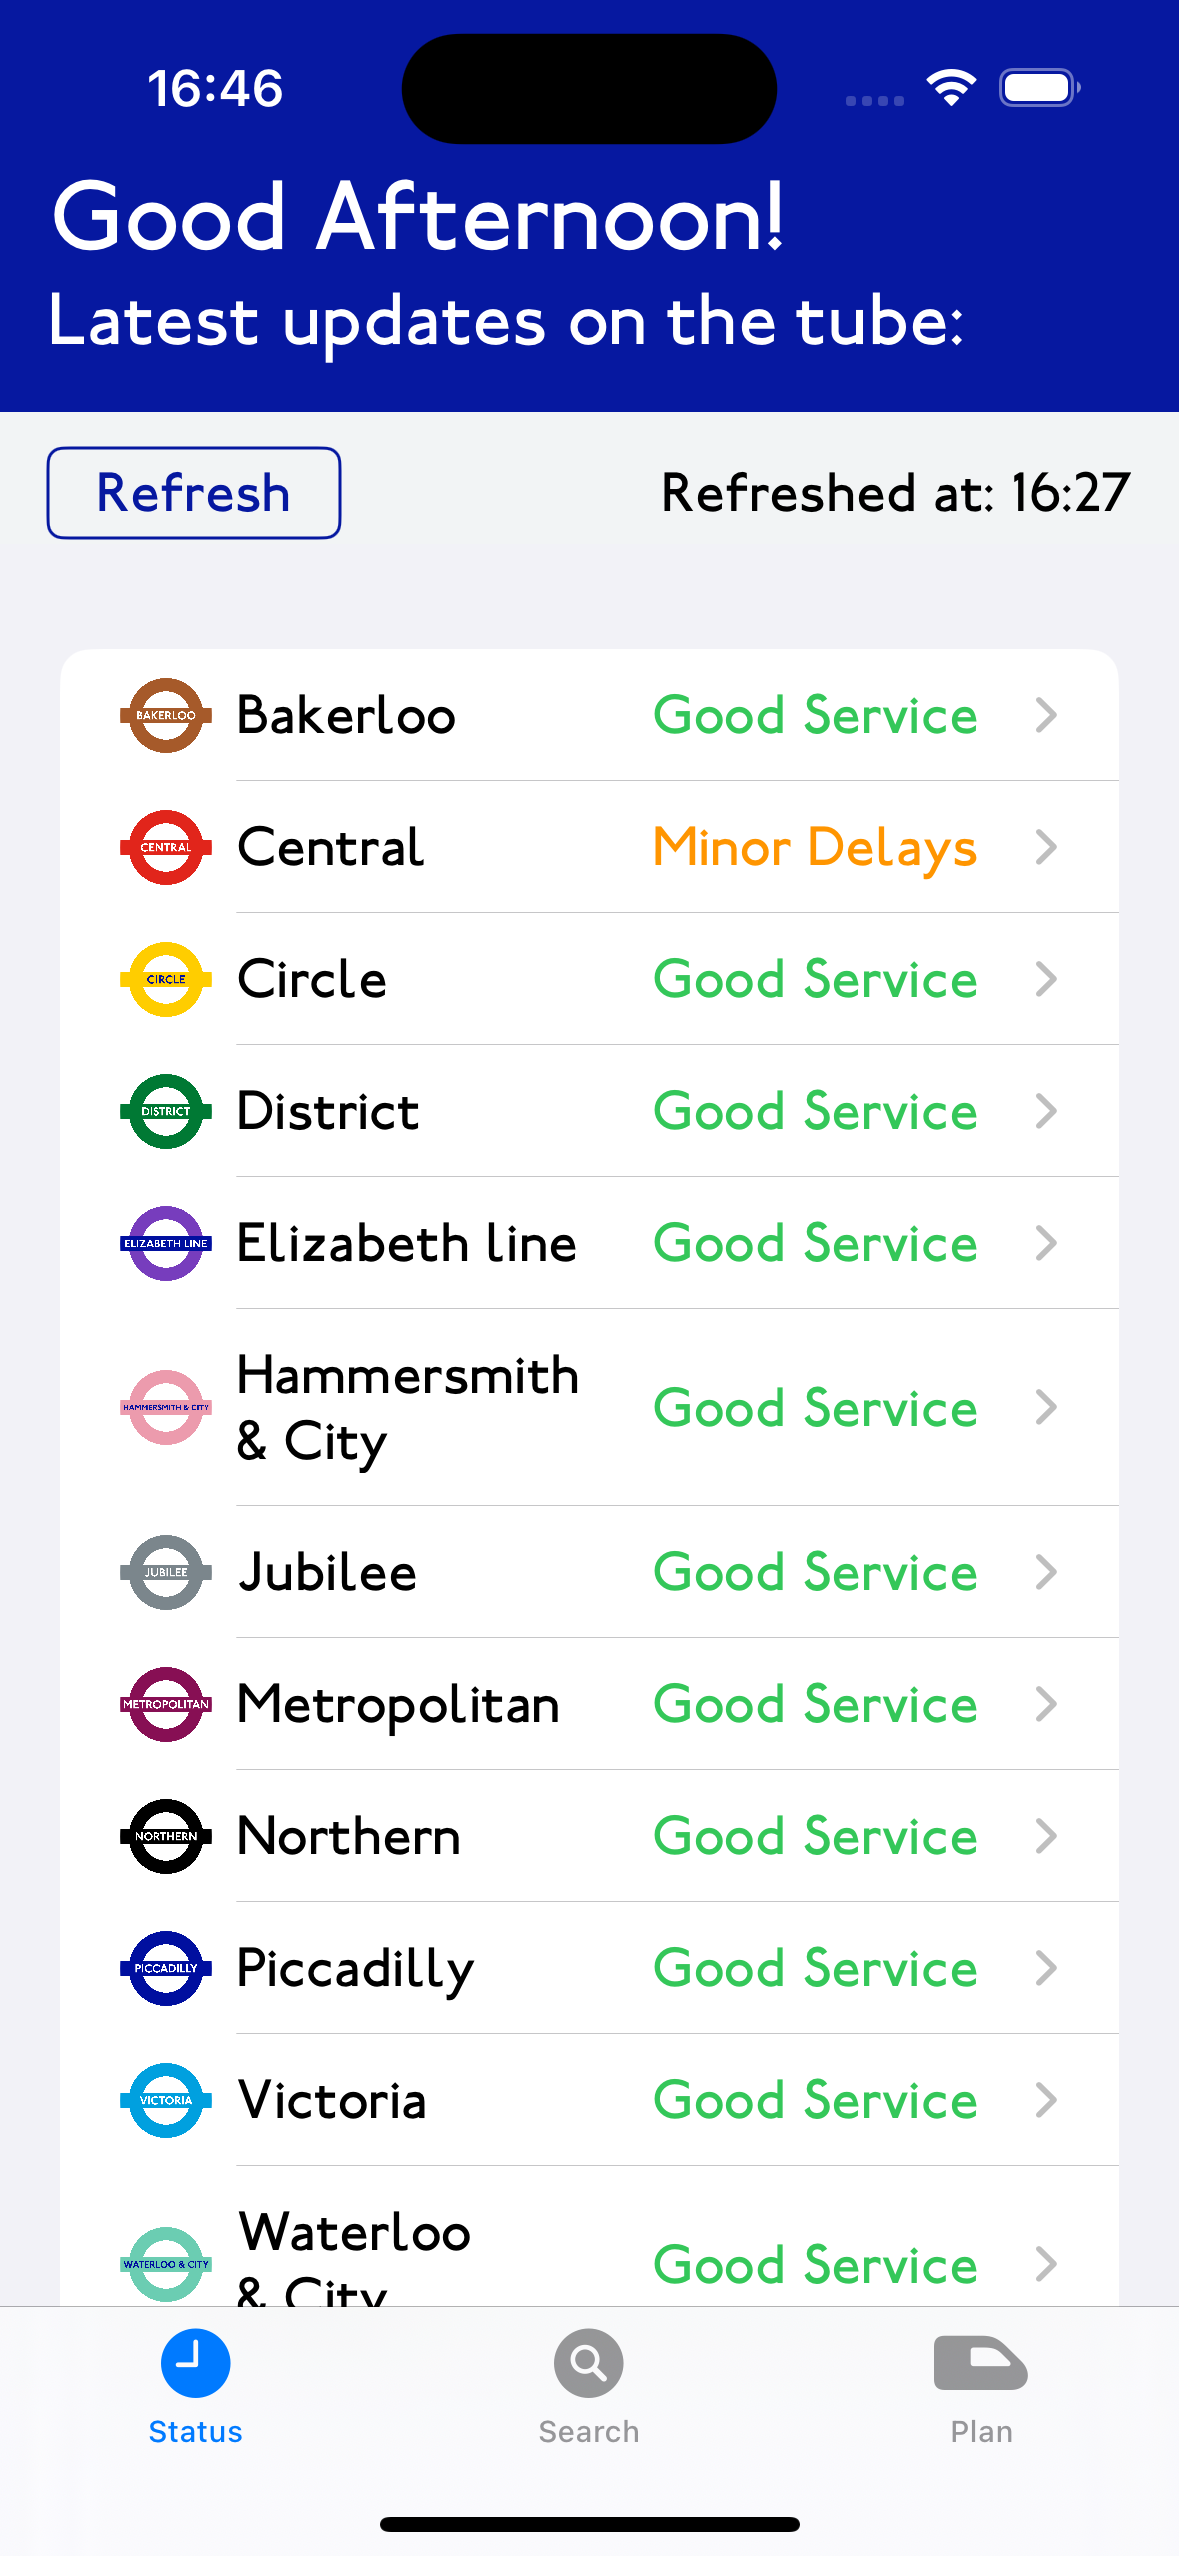 16:46
Good Afternoon!
Latest updates on the tube:
Refresh
Refreshed at: 16:27
BAKERLOO Bakerloo Good Service
CENTRAL Central Minor Delays
CIRCLE Circle Good Service
DISTRICT District Good Service
ELIZABETH LINE Elizabeth line Good Service
HAMMERSMITH & CITY Hammersmith & City Good Service
JUBILEE Jubilee Good Service
METROPOLITAN Metropolitan Good Service
NORTHERN Northern Good Service
PICCADILLY Piccadilly Good Service
VICTORIA Victoria Good Service
WATERLOO & CITY Waterloo & City Good Service
Status Search Plan